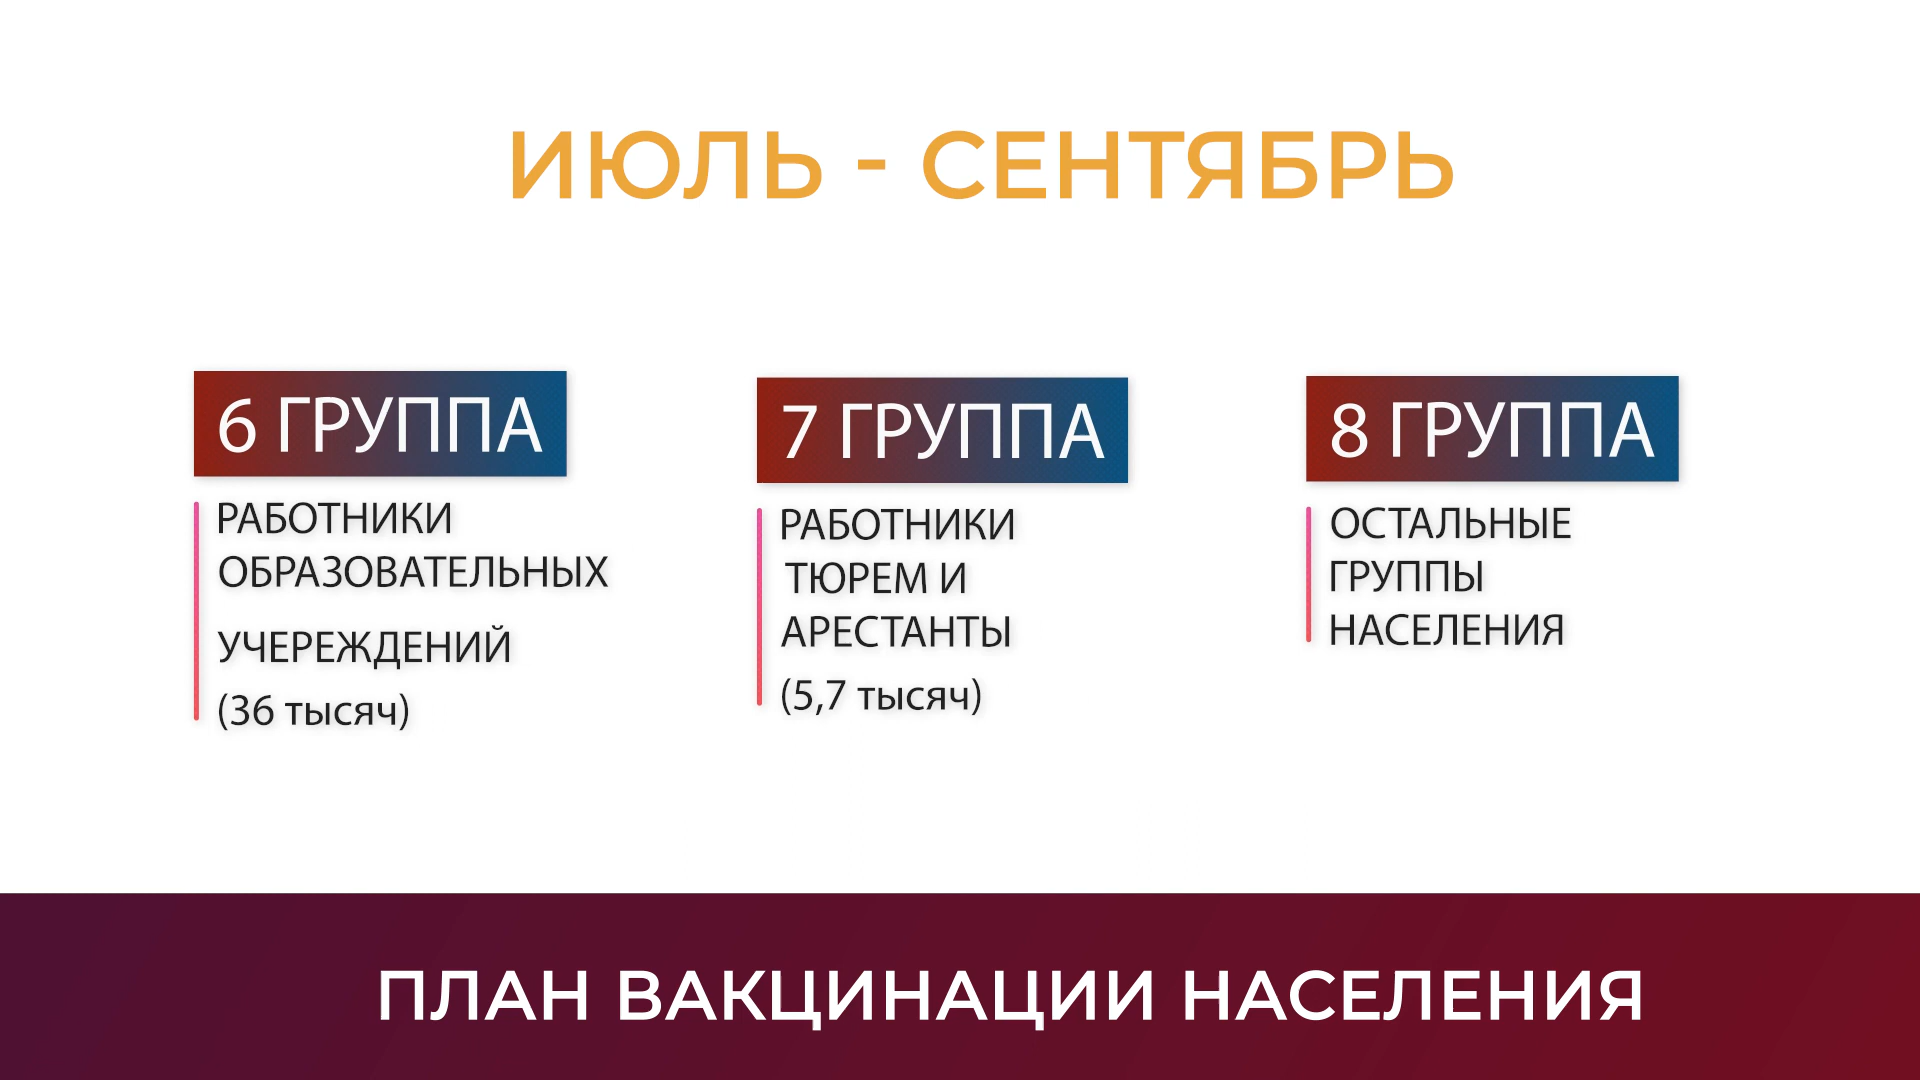 ИЮЛЬ - СЕНТЯБРЬ
6 ГРУППА
РАБОТНИКИ
ОБРАЗОВАТЕЛЬНЫХ
УЧЕРЕЖДЕНИЙ
(36 тысяч)
7 ГРУППА
РАБОТНИКИ
ТЮРЕМ И
АРЕСТАНТЫ
(5,7 тысяч)
8 ГРУППА
ОСТАЛЬНЫЕ
ГРУППЫ
НАСЕЛЕНИЯ
ПЛАН ВАКЦИНАЦИИ НАСЕЛЕНИЯ